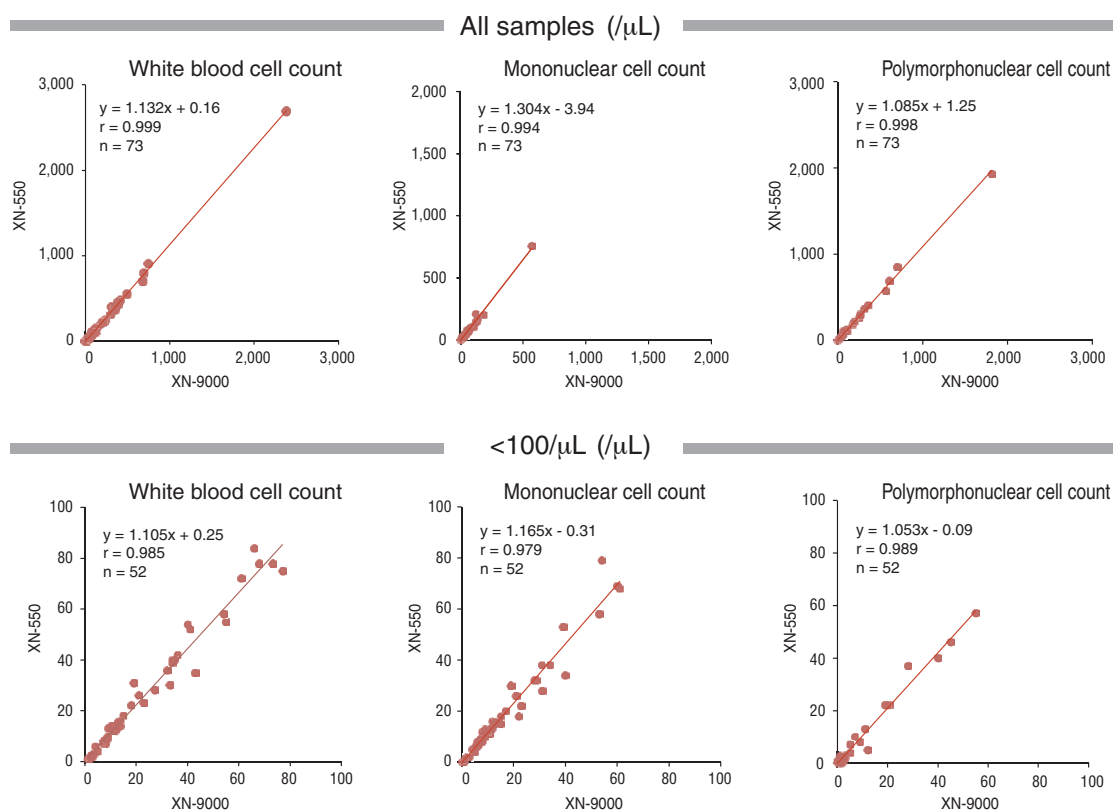 All samples (/μL)
White blood cell count
3,000
2,000
1,000
0
y = 1.132x + 0.16
r = 0.999
n = 73
XN-550
0 1,000 2,000 3,000
XN-9000
Mononuclear cell count
2,000
1,500
1,000
500
0
y = 1.304x - 3.94
r = 0.994
n = 73
XN-550
0 500 1,000 1,500 2,000
XN-9000
Polymorphonuclear cell count
3,000
2,000
1,000
0
y = 1.085x + 1.25
r = 0.998
n = 73
XN-550
0 1,000 2,000 3,000
XN-9000
<100/μL (/μL)
White blood cell count
100
80
60
40
20
0
y = 1.105x + 0.25
r = 0.985
n = 52
XN-550
0 20 40 60 80 100
XN-9000
Mononuclear cell count
100
80
60
40
20
0
y = 1.165x - 0.31
r = 0.979
n = 52
XN-550
0 20 40 60 80 100
XN-9000
Polymorphonuclear cell count
100
80
60
40
20
0
y = 1.053x - 0.09
r = 0.989
n = 52
XN-550
0 20 40 60 80 100
XN-9000